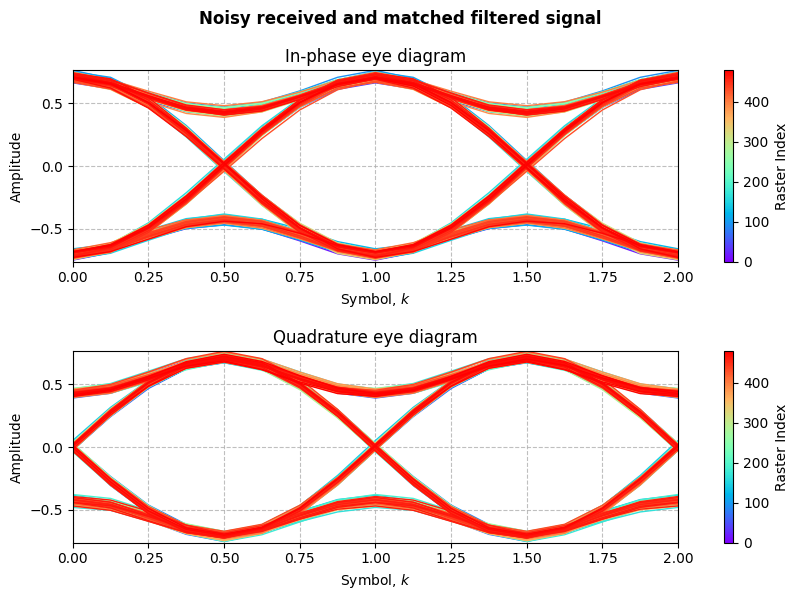 Noisy received and matched filtered signal
In-phase eye diagram
Amplitude
0.5
0.0
−0.5
0.00 0.25 0.50 0.75 1.00 1.25 1.50 1.75 2.00
Symbol, k
400
300
200
100
0
Raster Index
Quadrature eye diagram
Amplitude
0.5
0.0
−0.5
0.00 0.25 0.50 0.75 1.00 1.25 1.50 1.75 2.00
Symbol, k
400
300
200
100
0
Raster Index